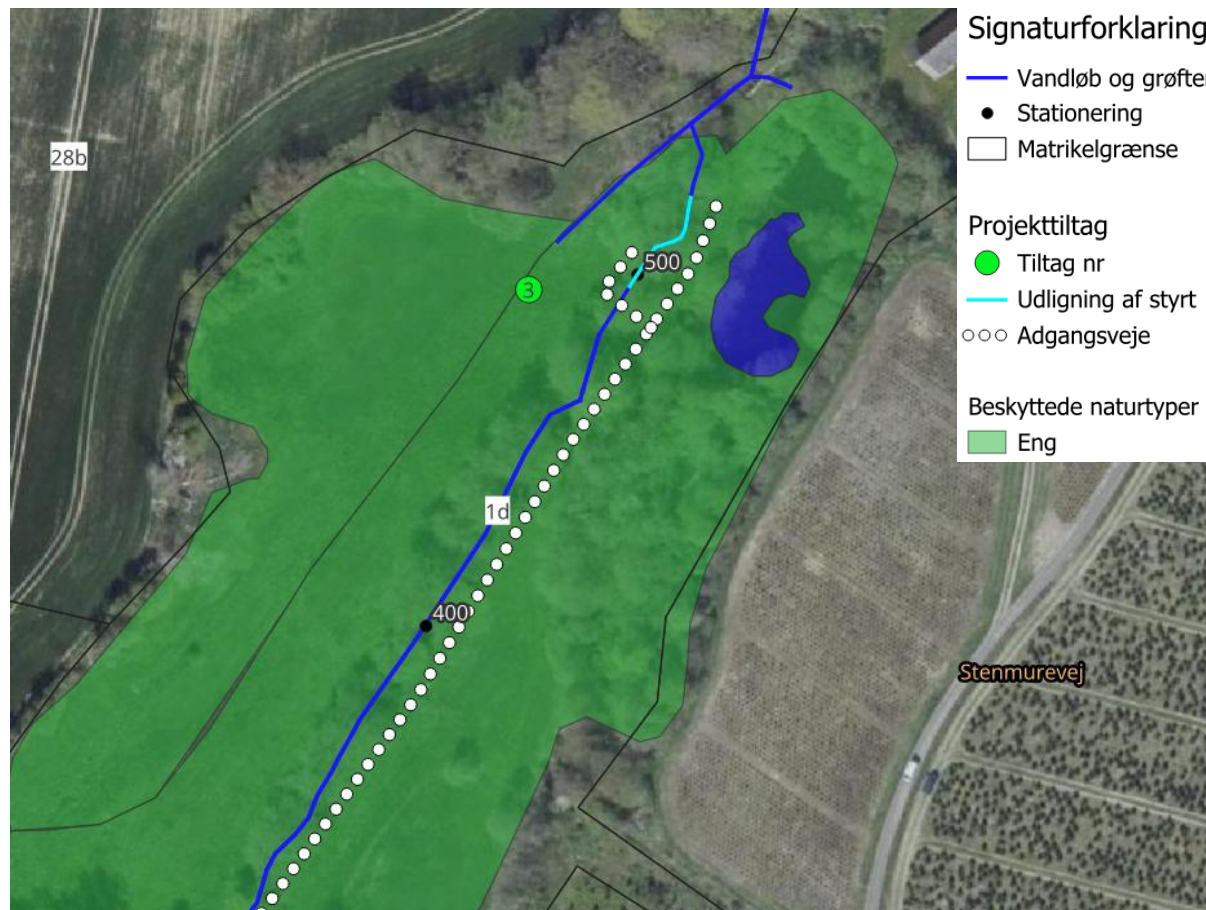 Signaturforklaring
Vandløb og grøfter
Stationering
Matrikelgrænse
Projekttiltag
Tiltag nr
Udligning af styrt
Adgangsveje
Beskyttede naturtyper
Eng
28b
500
3
1d
400
Stenmurevej